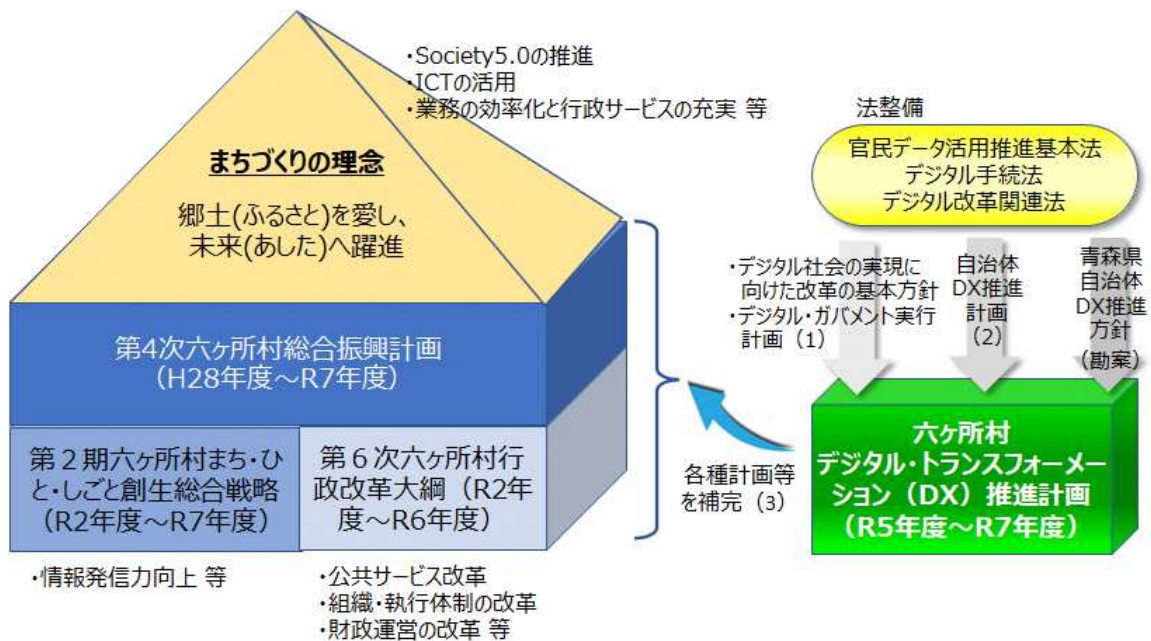 ・Society5.0の推進
・ICTの活用
・業務の効率化と行政サービスの充実 等
まちづくりの理念
郷土(ふるさと)を愛し、
未来(あした)へ躍進
第4次六ヶ所村総合振興計画
（H28年度～R7年度）
第２期六ヶ所村まち・ひ
と・しごと創生総合戦略
（R2年度～R7年度）
第６次六ヶ所村行
政改革大綱（R2年
度～R6年度）
・情報発信力向上 等
・公共サービス改革
・組織・執行体制の改革
・財政運営の改革 等
法整備
官民データ活用推進基本法
デジタル手続法
デジタル改革関連法
・デジタル社会の実現に
向けた改革の基本方針
・デジタル・ガバメント実行
計画（1）
自治体
DX推進
計画
（2）
青森県
自治体
DX推進
方針
（勘案）
各種計画等
を補完（3）
六ヶ所村
デジタル・トランスフォーメー
ション（DX）推進計画
（R5年度～R7年度）